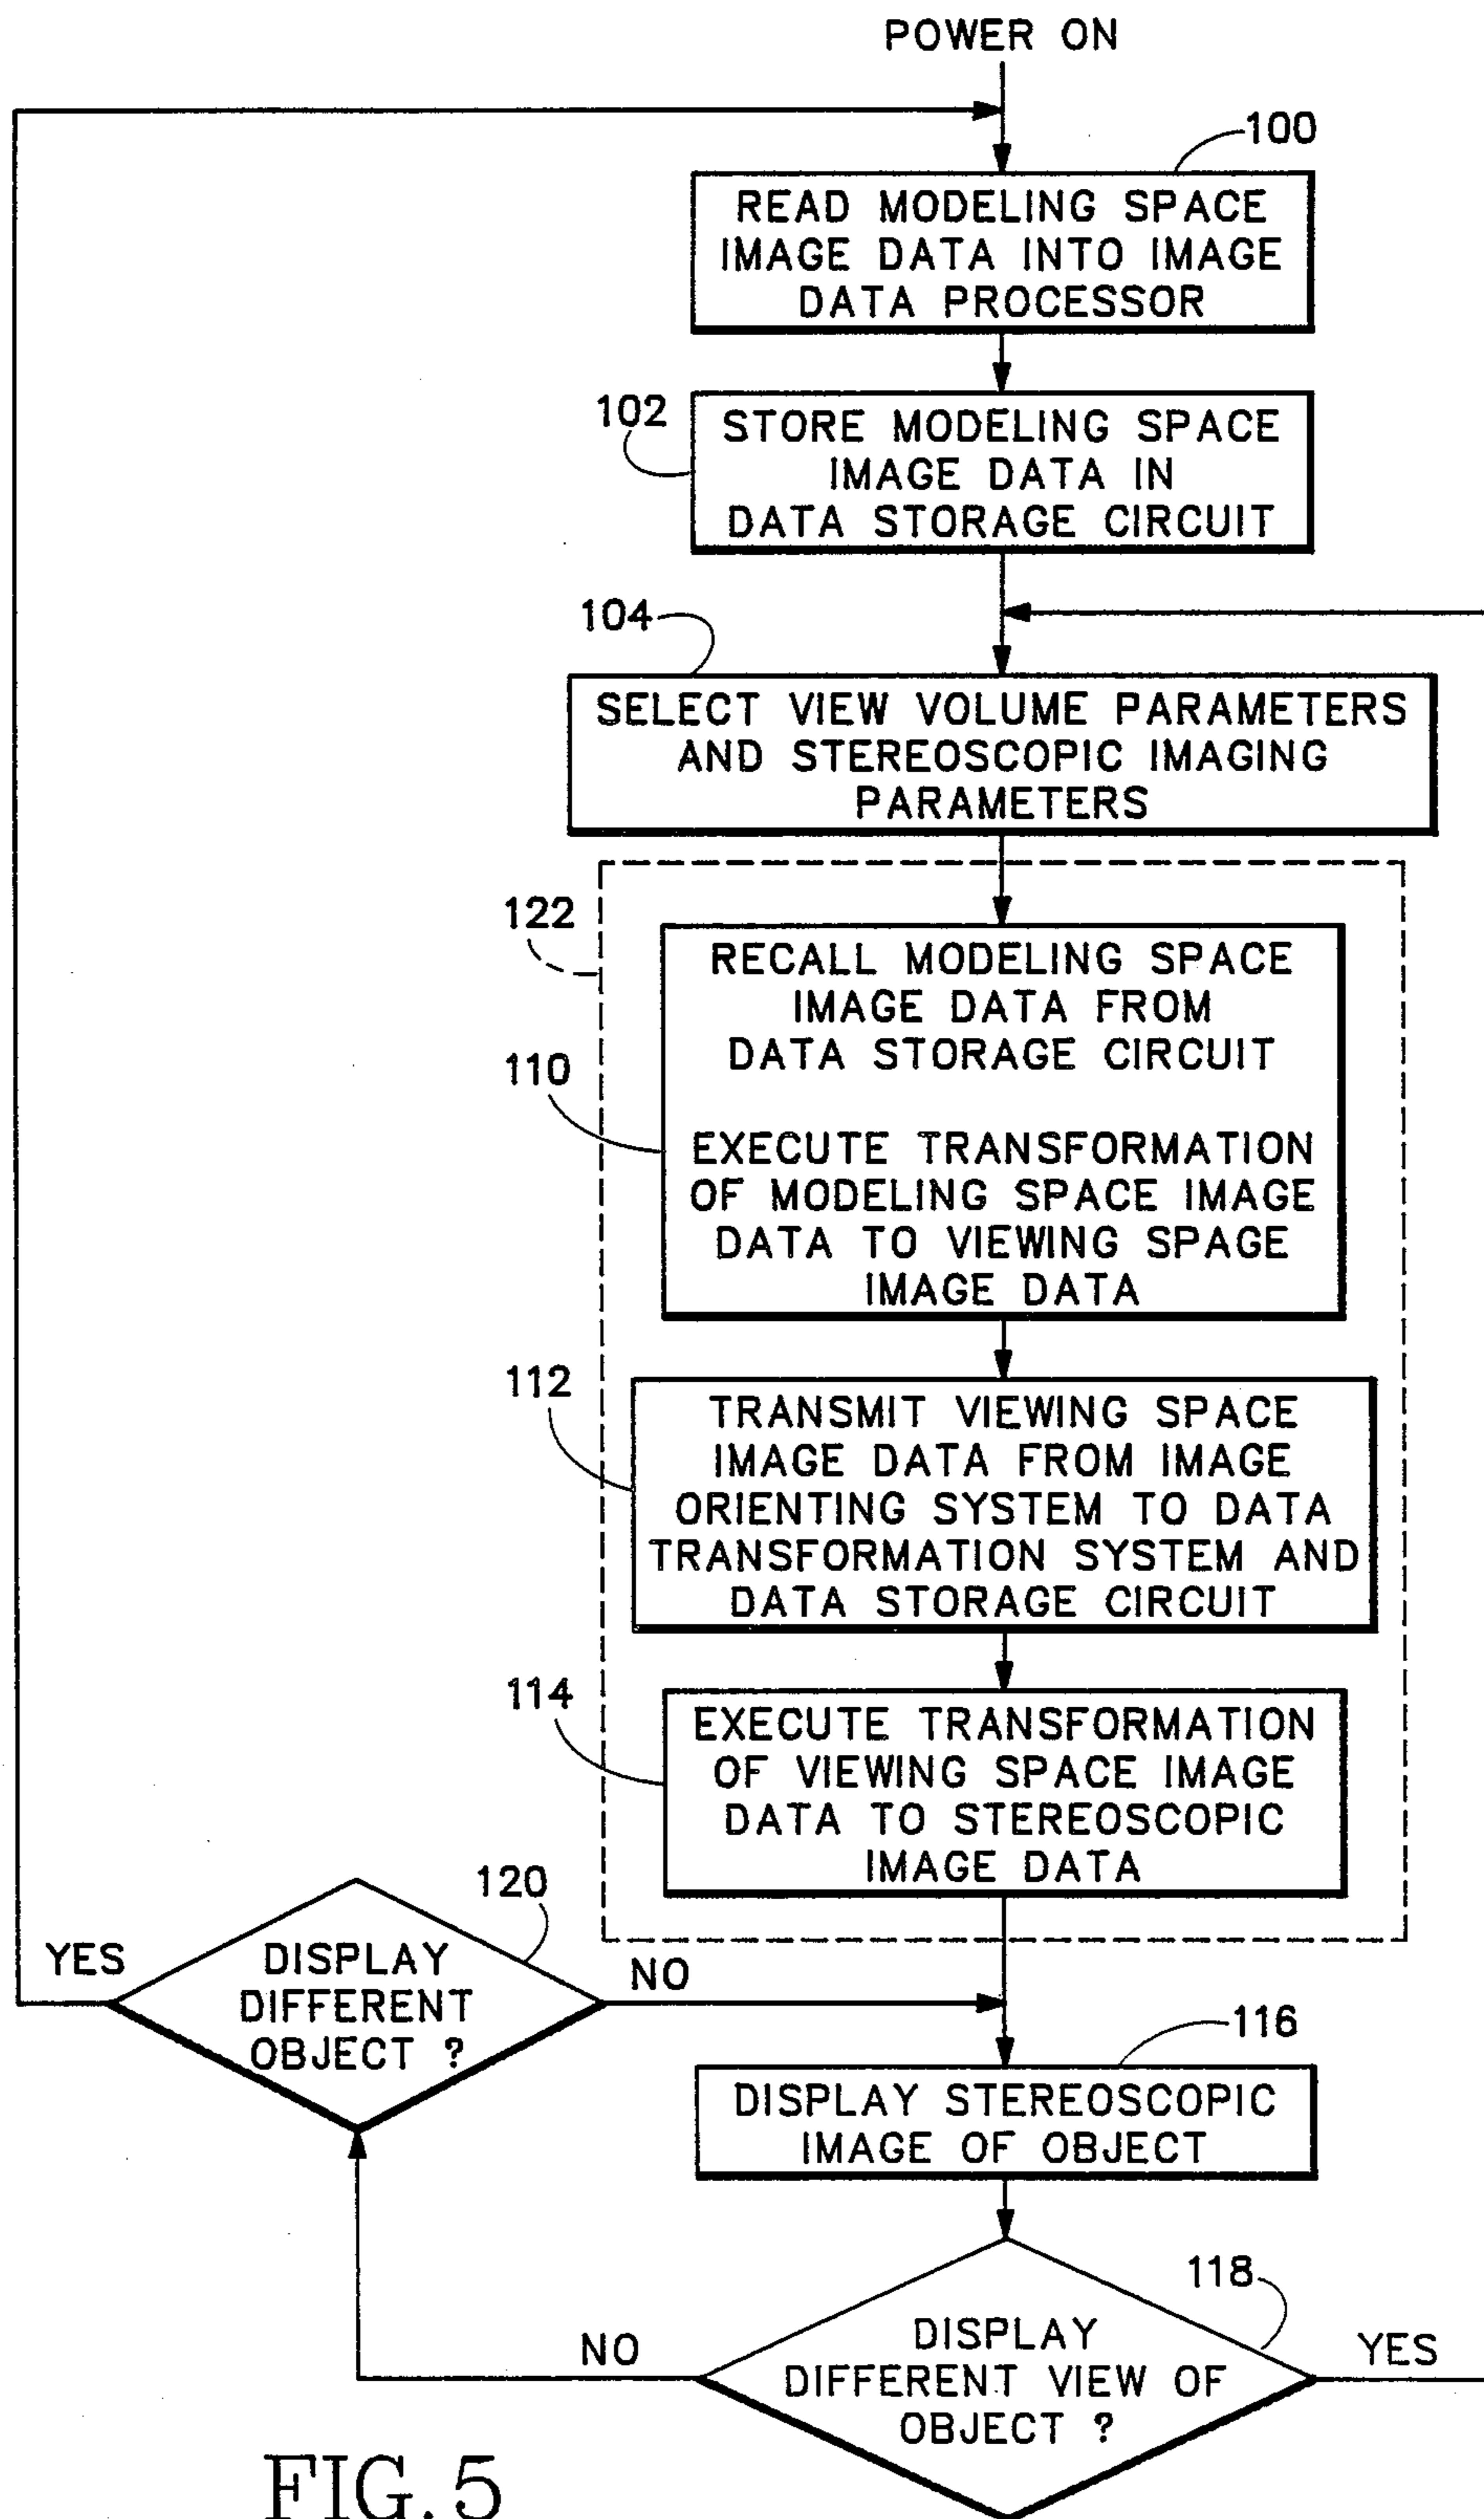 POWER ON
100
READ MODELING SPACE
IMAGE DATA INTO IMAGE
DATA PROCESSOR
102
STORE MODELING SPACE
IMAGE DATA IN
DATA STORAGE CIRCUIT
104
SELECT VIEW VOLUME PARAMETERS
AND STEREOSCOPIC IMAGING
PARAMETERS
122
RECALL MODELING SPACE
IMAGE DATA FROM
DATA STORAGE CIRCUIT
110
EXECUTE TRANSFORMATION
OF MODELING SPACE IMAGE
DATA TO VIEWING SPAGE
IMAGE DATA
112
TRANSMIT VIEWING SPACE
IMAGE DATA FROM IMAGE
ORIENTING SYSTEM TO DATA
TRANSFORMATION SYSTEM AND
DATA STORAGE CIRCUIT
114
EXECUTE TRANSFORMATION
OF VIEWING SPACE IMAGE
DATA TO STEREOSCOPIC
IMAGE DATA
120
YES
DISPLAY
DIFFERENT
OBJECT ?
NO
116
DISPLAY STEREOSCOPIC
IMAGE OF OBJECT
118
NO
DISPLAY
DIFFERENT VIEW OF
OBJECT ?
YES
FIG. 5